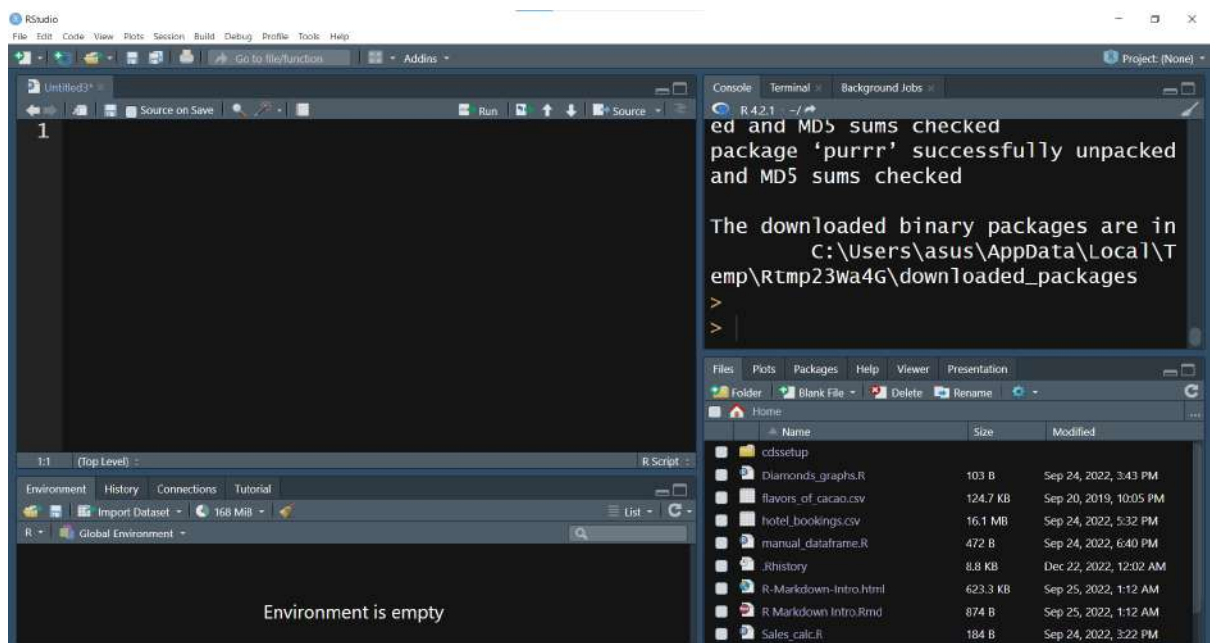 RStudio
File Edit Code View Plots Session Build Debug Profile Tools Help
Go to file/function Addins Project: (None)
Untitled3*
Source on Save Run Source
1
1:1 (Top Level) R Script
Environment History Connections Tutorial
Import Dataset 168 MiB List
R Global Environment
Environment is empty
Console Terminal Background Jobs
R 4.2.1 · ~/
ed and MD5 sums checked
package ‘purrr’ successfully unpacked
and MD5 sums checked
The downloaded binary packages are in
C:\Users\asus\AppData\Local\T
emp\Rtmp23Wa4G\downloaded_packages
>
>
Files Plots Packages Help Viewer Presentation
Folder Blank File Delete Rename
Home
Name Size Modified
cdssetup
Diamonds_graphs.R 103 B Sep 24, 2022, 3:43 PM
flavors_of_cacao.csv 124.7 KB Sep 20, 2019, 10:05 PM
hotel_bookings.csv 16.1 MB Sep 24, 2022, 5:32 PM
manual_dataframe.R 472 B Sep 24, 2022, 6:40 PM
.Rhistory 8.8 KB Dec 22, 2022, 12:02 AM
R-Markdown-Intro.html 623.3 KB Sep 25, 2022, 1:12 AM
R Markdown Intro.Rmd 874 B Sep 25, 2022, 1:12 AM
Sales_calc.R 184 B Sep 24, 2022, 3:22 PM